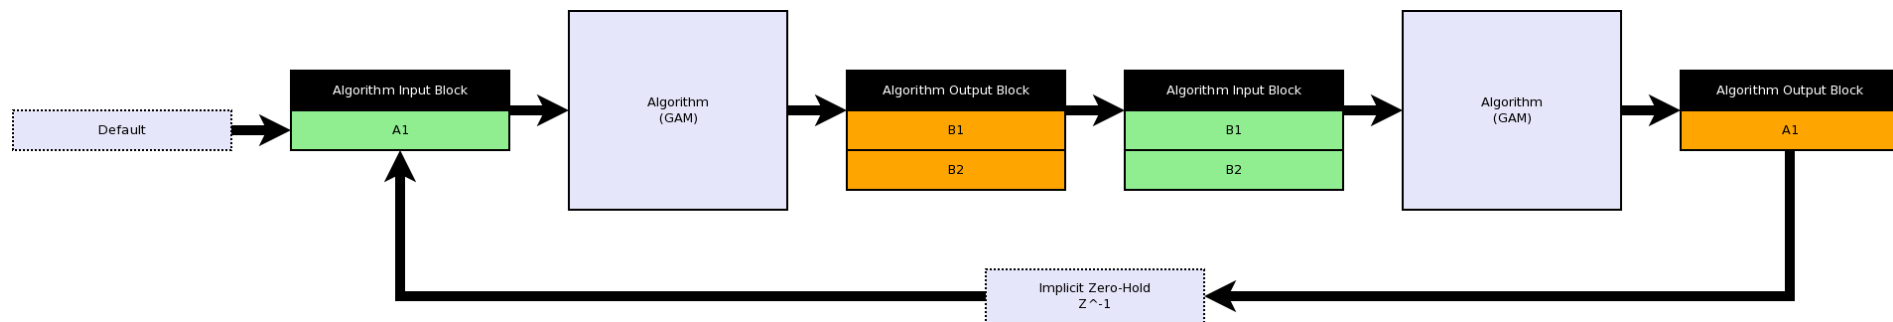 Default
Algorithm Input Block
A1
Algorithm
(GAM)
Algorithm Output Block
B1
B2
Algorithm Input Block
B1
B2
Algorithm
(GAM)
Algorithm Output Block
A1
Implicit Zero-Hold
Z^-1